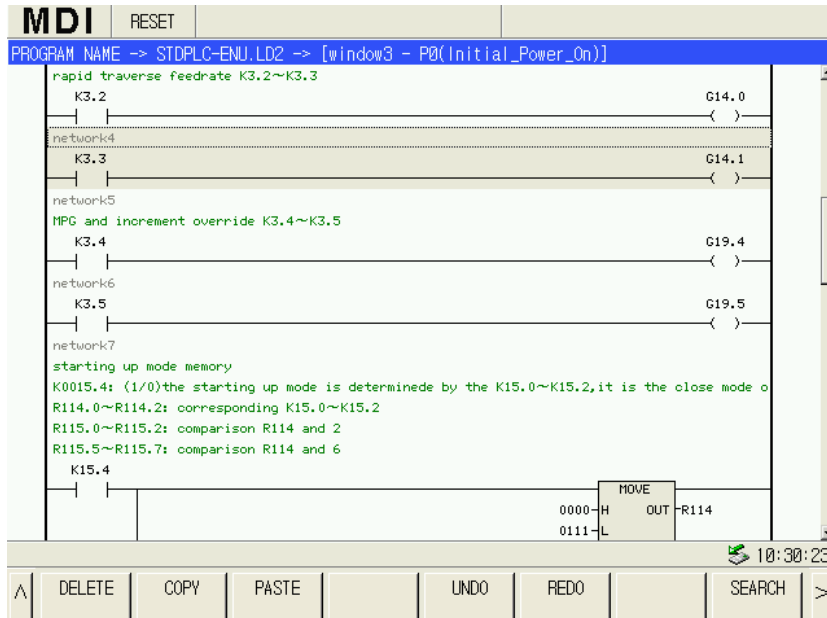 MDI RESET
PROGRAM NAME -> STDPLC-ENU.LD2 -> [window3 - P0(Initial_Power_On)]
rapid traverse feedrate K3.2~K3.3
K3.2 G14.0
network4
K3.3 G14.1
network5
MPG and increment override K3.4~K3.5
K3.4 G19.4
network6
K3.5 G19.5
network7
starting up mode memory
K0015.4: (1/0)the starting up mode is determinede by the K15.0~K15.2,it is the close mode o
R114.0~R114.2: corresponding K15.0~K15.2
R115.0~R115.2: comparison R114 and 2
R115.5~R115.7: comparison R114 and 6
K15.4
MOVE
0000 H OUT R114
0111 L
10:30:23
DELETE COPY PASTE UNDO REDO SEARCH >